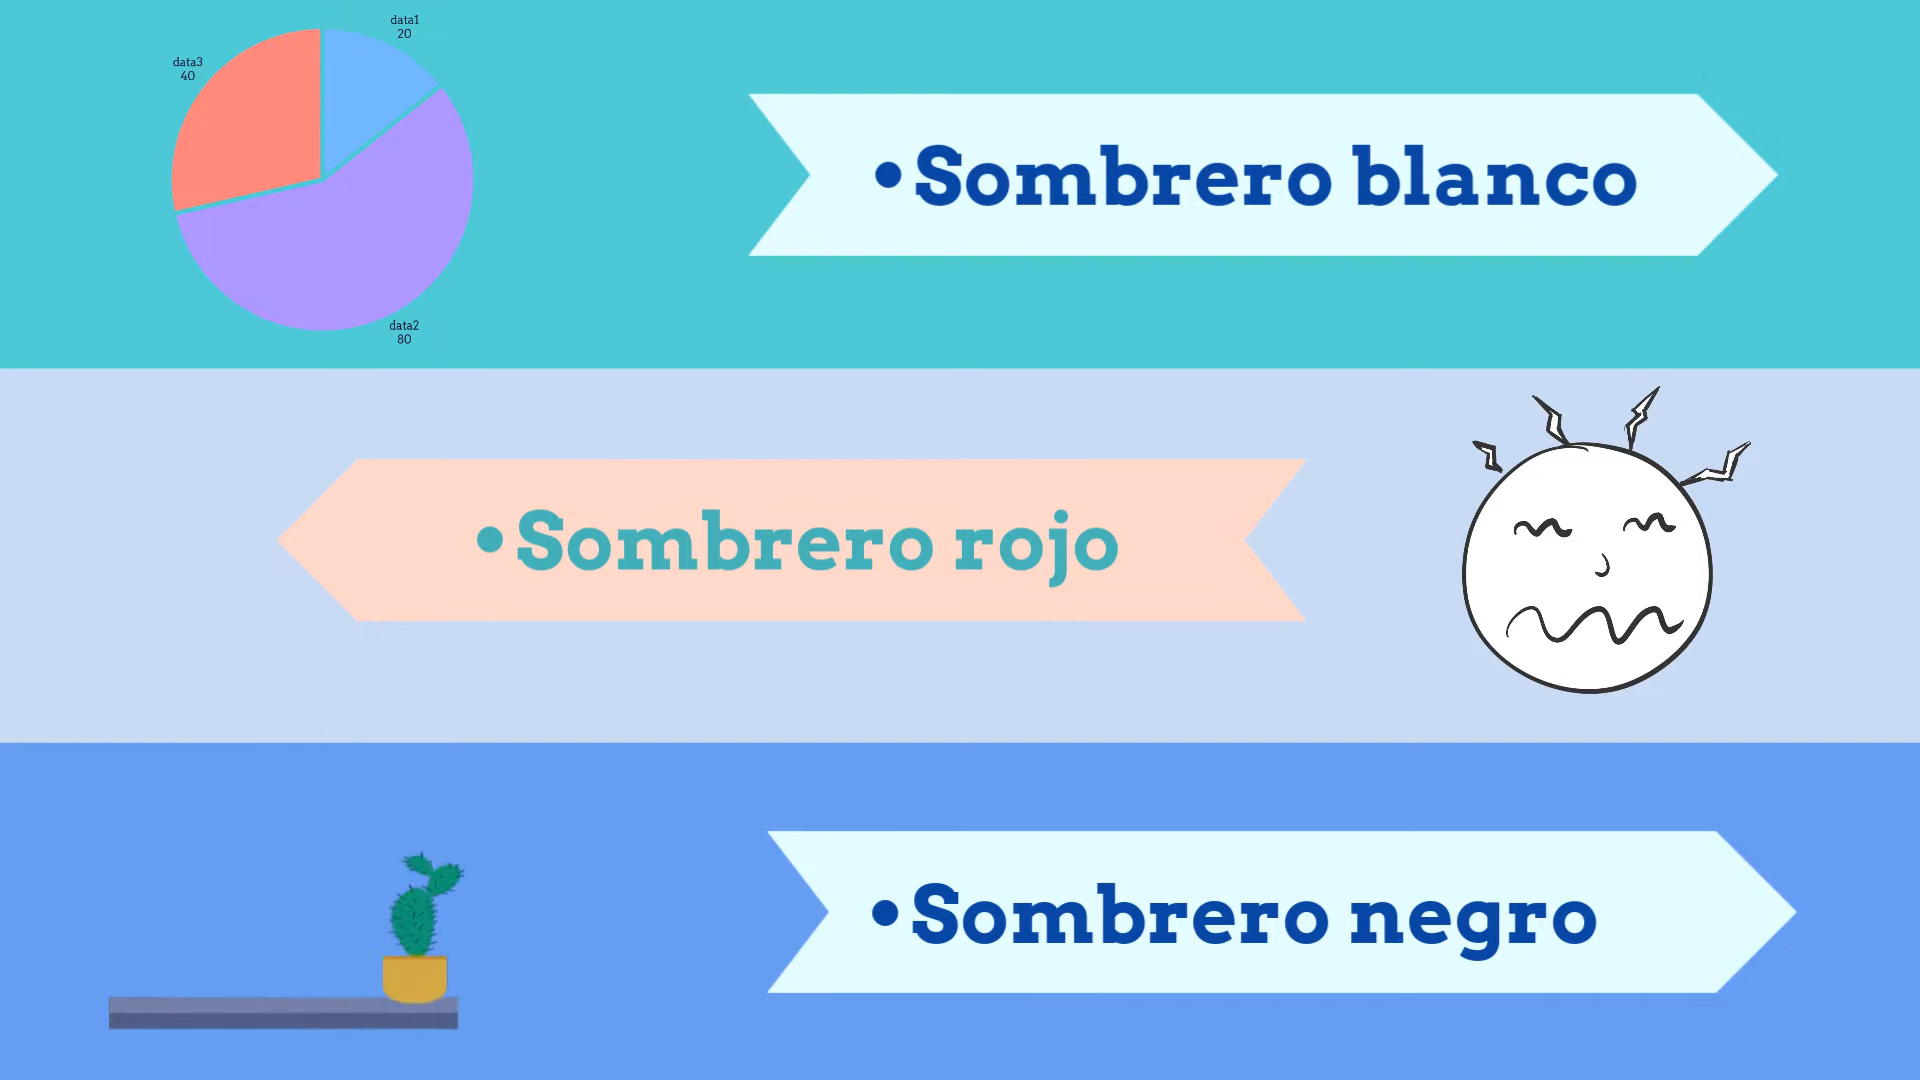 data1
20
data3
40
•Sombrero blanco
data2
80
•Sombrero rojo
•Sombrero negro